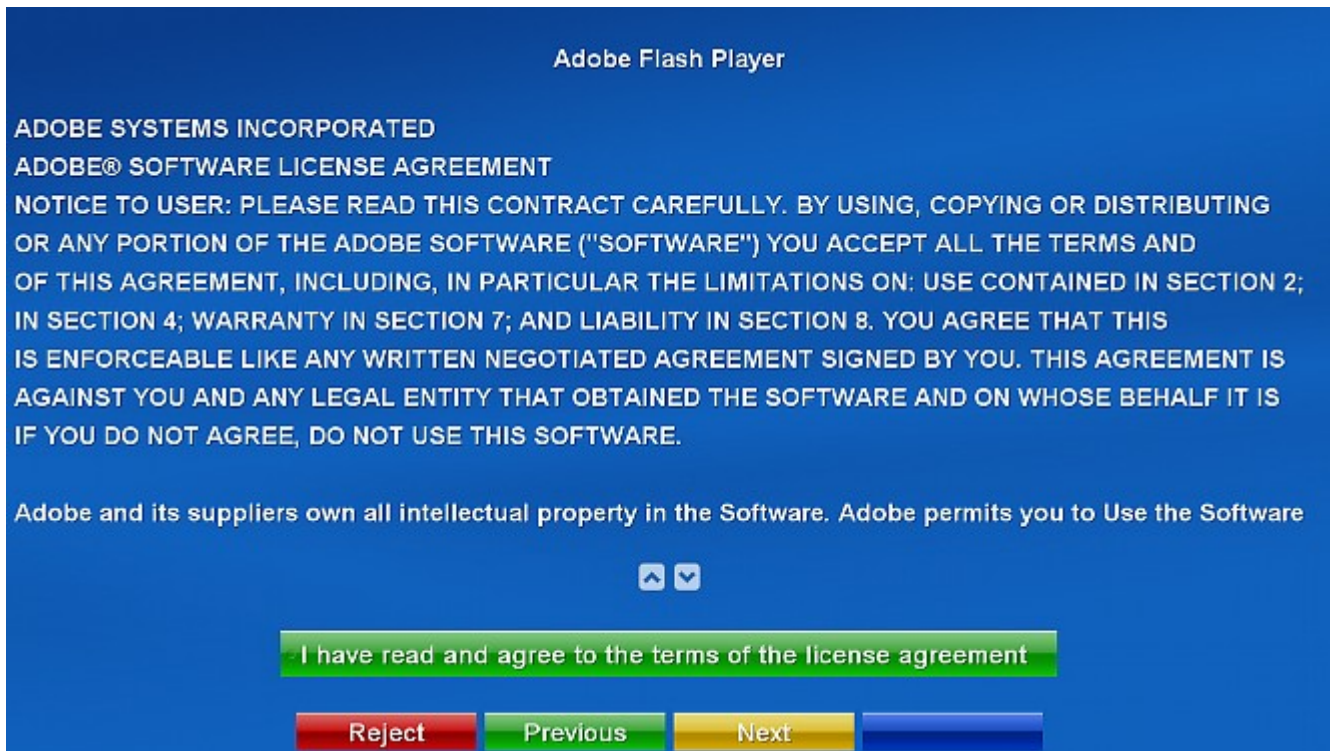 Adobe Flash Player
ADOBE SYSTEMS INCORPORATED
ADOBE® SOFTWARE LICENSE AGREEMENT
NOTICE TO USER: PLEASE READ THIS CONTRACT CAREFULLY. BY USING, COPYING OR DISTRIBUTING
OR ANY PORTION OF THE ADOBE SOFTWARE ("SOFTWARE") YOU ACCEPT ALL THE TERMS AND
OF THIS AGREEMENT, INCLUDING, IN PARTICULAR THE LIMITATIONS ON: USE CONTAINED IN SECTION 2;
IN SECTION 4; WARRANTY IN SECTION 7; AND LIABILITY IN SECTION 8. YOU AGREE THAT THIS
IS ENFORCEABLE LIKE ANY WRITTEN NEGOTIATED AGREEMENT SIGNED BY YOU. THIS AGREEMENT IS
AGAINST YOU AND ANY LEGAL ENTITY THAT OBTAINED THE SOFTWARE AND ON WHOSE BEHALF IT IS
IF YOU DO NOT AGREE, DO NOT USE THIS SOFTWARE.
Adobe and its suppliers own all intellectual property in the Software. Adobe permits you to Use the Software
I have read and agree to the terms of the license agreement
Reject Previous Next